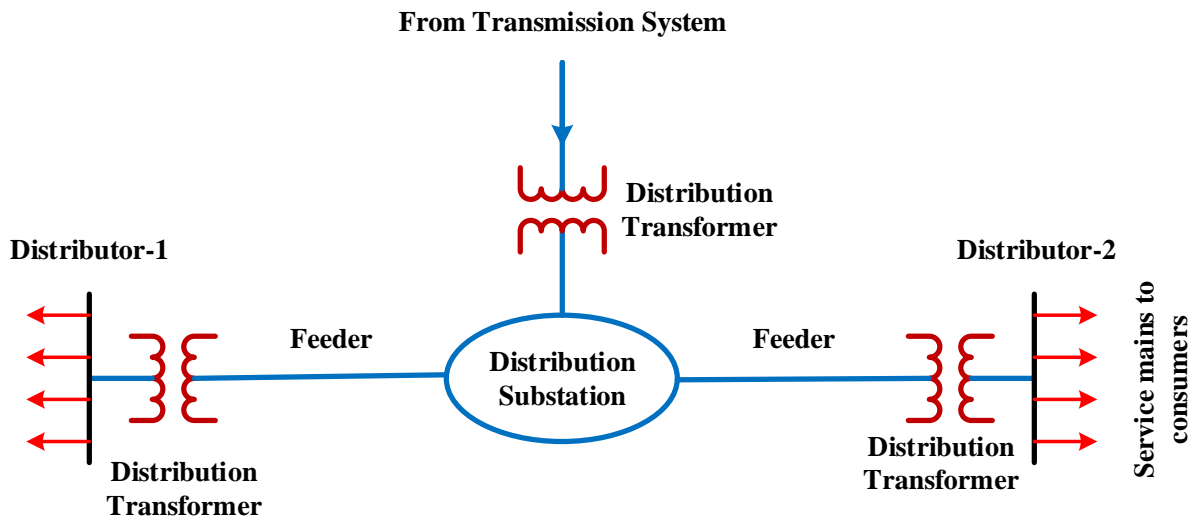 From Transmission System
Distribution
Transformer
Distributor-1
Distributor-2
Feeder
Feeder
Distribution
Substation
Service mains to
consumers
Distribution
Transformer
Distribution
Transformer